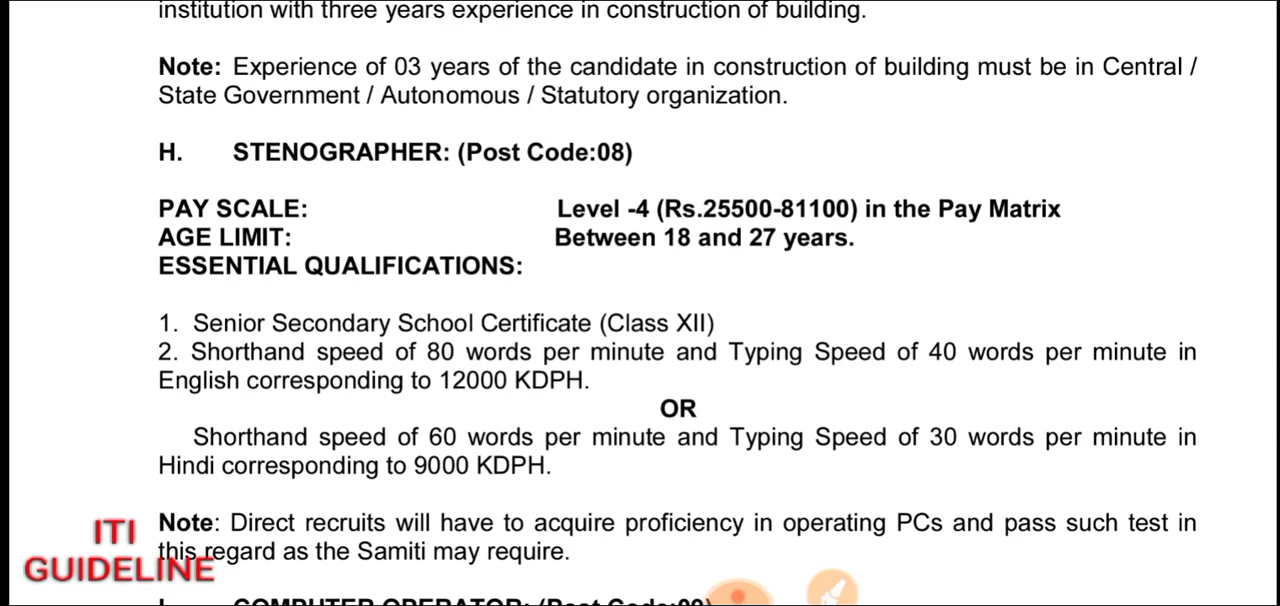 institution with three years experience in construction of building.
Note: Experience of 03 years of the candidate in construction of building must be in Central /
State Government / Autonomous / Statutory organization.
H. STENOGRAPHER: (Post Code:08)
PAY SCALE: Level -4 (Rs.25500-81100) in the Pay Matrix
AGE LIMIT: Between 18 and 27 years.
ESSENTIAL QUALIFICATIONS:
1. Senior Secondary School Certificate (Class XII)
2. Shorthand speed of 80 words per minute and Typing Speed of 40 words per minute in
English corresponding to 12000 KDPH.
OR
Shorthand speed of 60 words per minute and Typing Speed of 30 words per minute in
Hindi corresponding to 9000 KDPH.
Note: Direct recruits will have to acquire proficiency in operating PCs and pass such test in
this regard as the Samiti may require.
ITI
GUIDELINE
I. COMPUTER OPERATOR: (Post Code:09)